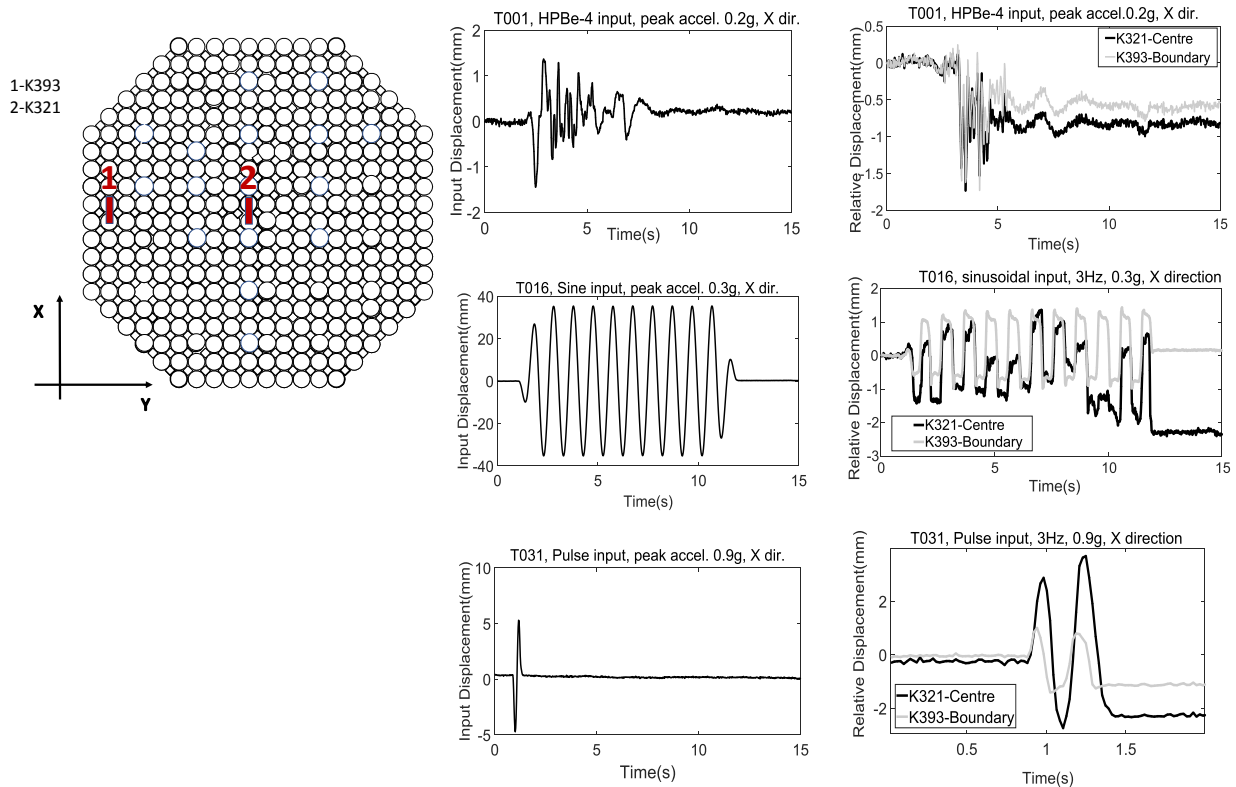 1-K393
2-K321
1
2
X
Y
T001, HPBe-4 input, peak accel. 0.2g, X dir.
Input Displacement(mm)
2
1
0
-1
-2
0
5
10
15
Time(s)
T001, HPBe-4 input, peak accel.0.2g, X dir.
K321-Centre
K393-Boundary
Relative Displacement(mm)
0.5
0
-0.5
-1
-1.5
-2
0
5
10
15
Time(s)
T016, Sine input, peak accel. 0.3g, X dir.
Input Displacement(mm)
40
20
0
-20
-40
0
5
10
15
Time(s)
T016, sinusoidal input, 3Hz, 0.3g, X direction
Relative Displacement(mm)
2
1
0
-1
-2
-3
K321-Centre
K393-Boundary
0
5
10
15
Time(s)
T031, Pulse input, peak accel. 0.9g, X dir.
Input Displacement(mm)
10
5
0
-5
0
5
10
15
Time(s)
T031, Pulse input, 3Hz, 0.9g, X direction
Relative Displacement(mm)
2
0
-2
K321-Centre
K393-Boundary
0.5
1
1.5
Time(s)